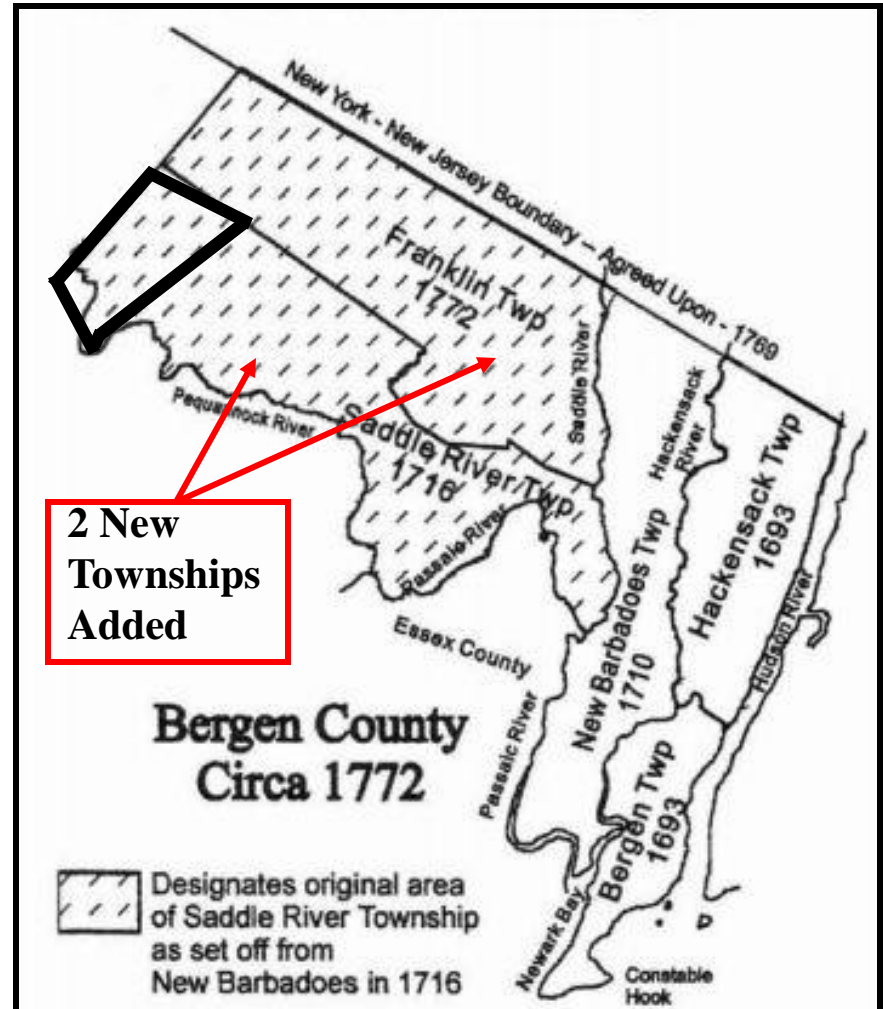 New York - New Jersey Boundary – Agreed Upon - 1769
Franklin Twp
1772
Saddle River
Hackensack
River
Pequannock River
Saddle River Twp
1716
Hackensack Twp
1693
2 New
Townships
Added
Passaic River
New Barbadoes Twp
1710
Hudson River
Essex County
Bergen County
Circa 1772
Passaic River
Bergen Twp
1693
Designates original area
of Saddle River Township
as set off from
New Barbadoes in 1716
Newark Bay
Constable
Hook